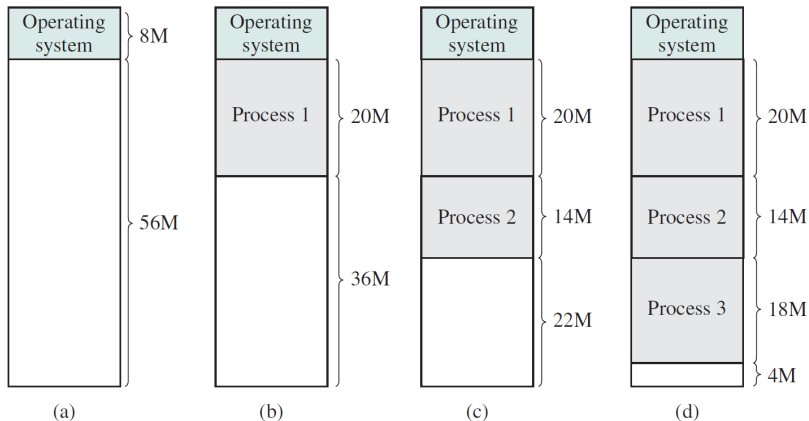 Operating
system
8M
56M
(a)
Operating
system
Process 1
20M
36M
(b)
Operating
system
Process 1
20M
Process 2
14M
22M
(c)
Operating
system
Process 1
20M
Process 2
14M
Process 3
18M
4M
(d)